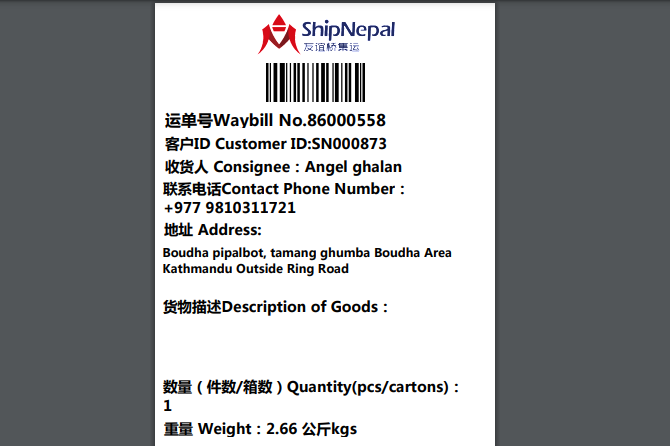 ShipNepal
友谊桥集运
运单号Waybill No.86000558
客户ID Customer ID:SN000873
收货人 Consignee：Angel ghalan
联系电话Contact Phone Number：
+977 9810311721
地址 Address:
Boudha pipalbot, tamang ghumba Boudha Area
Kathmandu Outside Ring Road
货物描述Description of Goods：
数量（件数/箱数）Quantity(pcs/cartons)：
1
重量 Weight：2.66 公斤kgs